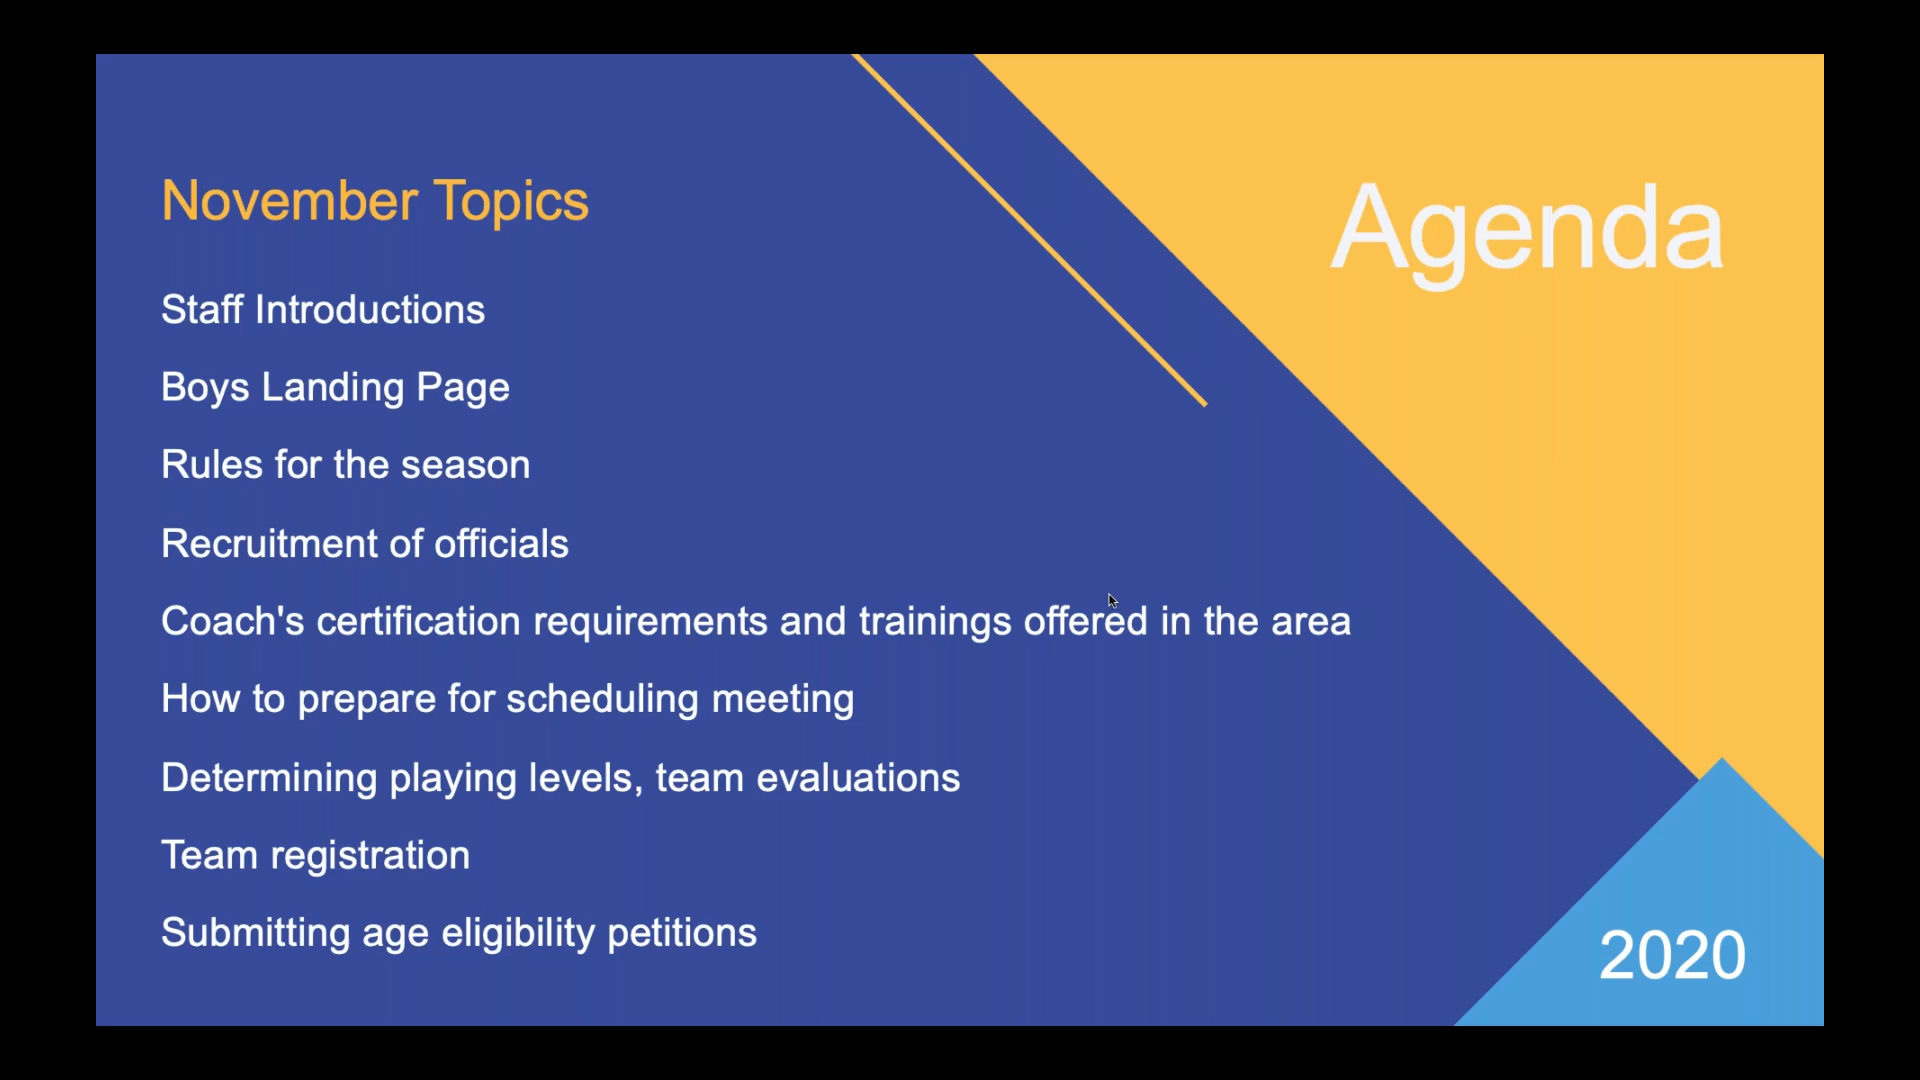 Agenda
November Topics
Staff Introductions
Boys Landing Page
Rules for the season
Recruitment of officials
Coach's certification requirements and trainings offered in the area
How to prepare for scheduling meeting
Determining playing levels, team evaluations
Team registration
Submitting age eligibility petitions
2020